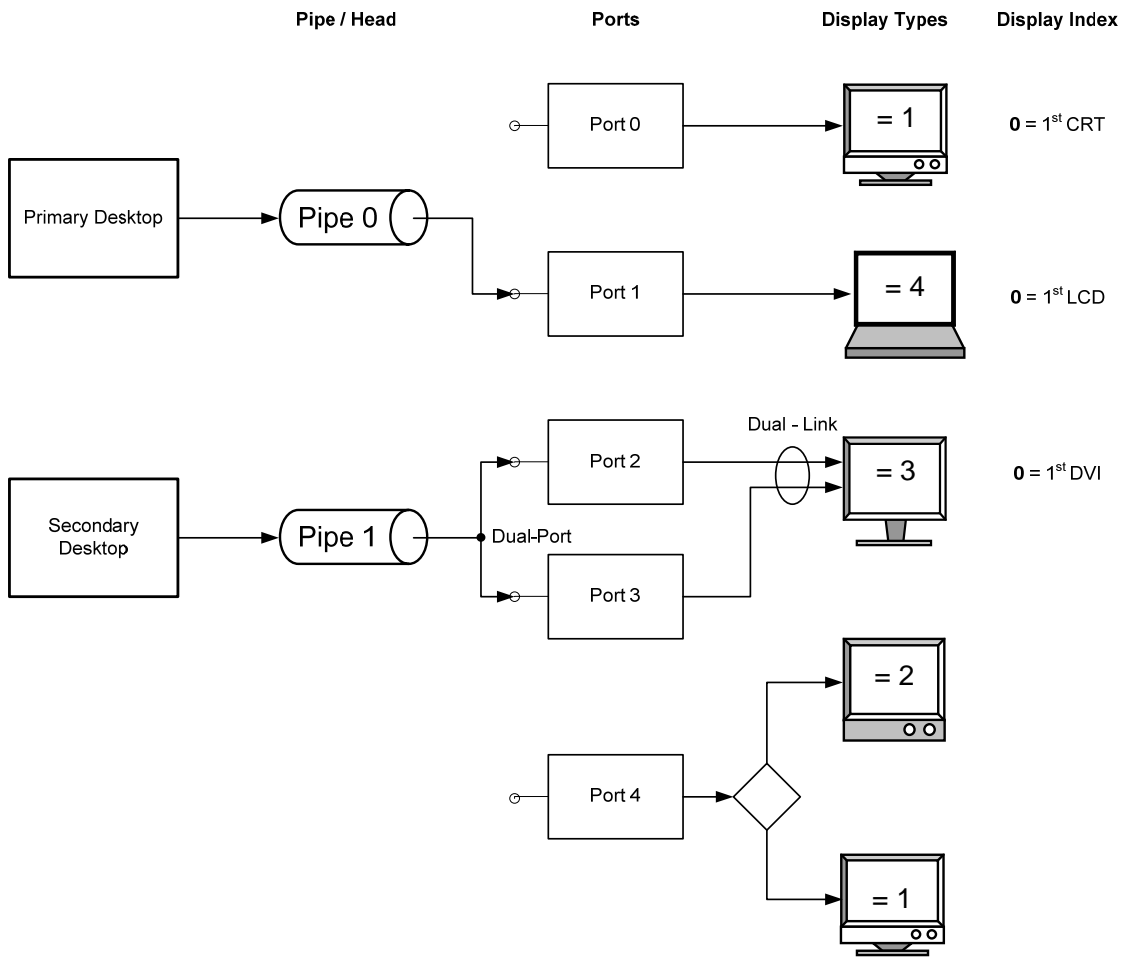 Pipe / Head
Ports
Display Types
Display Index
Port 0
= 1
0 = 1st CRT
Primary Desktop
Pipe 0
Port 1
= 4
0 = 1st LCD
Dual - Link
Port 2
= 3
0 = 1st DVI
Secondary
Desktop
Pipe 1
Dual-Port
Port 3
= 2
Port 4
= 1